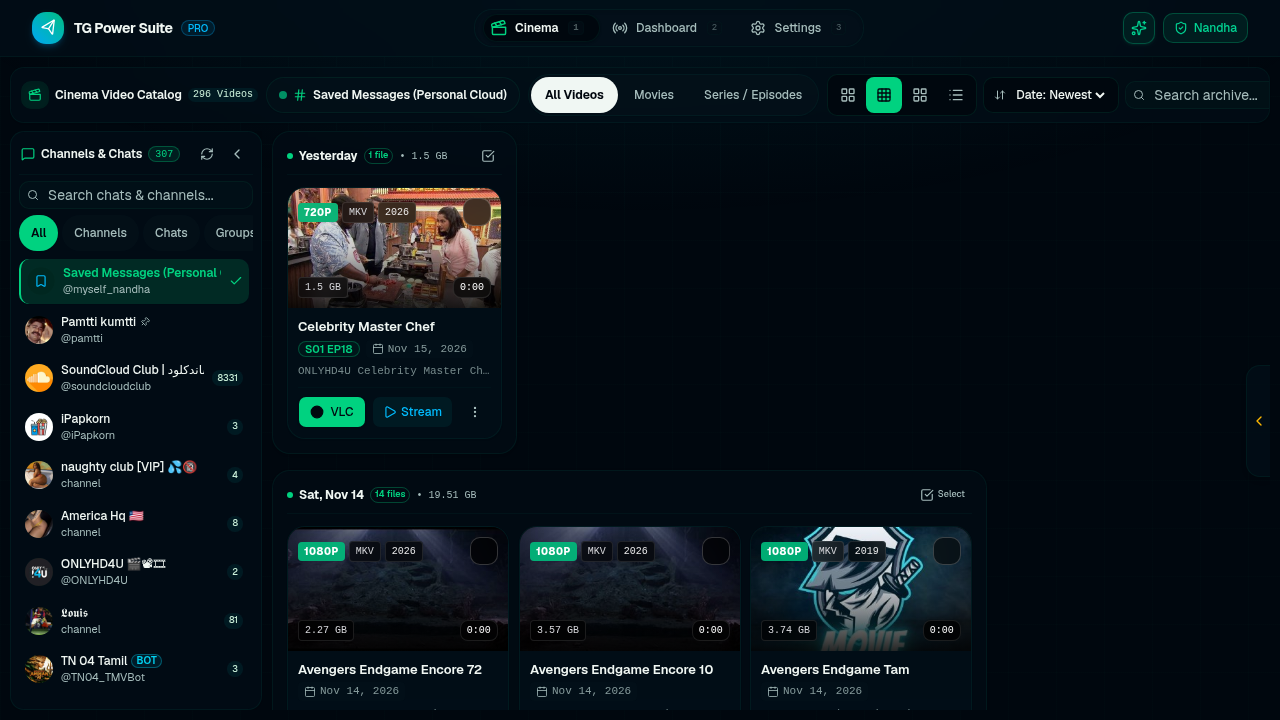 TG Power Suite PRO
Cinema 1
Dashboard 2
Settings 3
Nandha
Cinema Video Catalog 296 Videos
# Saved Messages (Personal Cloud)
All Videos
Movies
Series / Episodes
Date: Newest
Search archive...
Channels & Chats 307
Search chats & channels...
All
Channels
Chats
Groups
Saved Messages (Personal
@myself_nandha
Pamtti kumtti
@pamtti
SoundCloud Club |
@soundcloudclub
8331
iPapkorn
@iPapkorn
3
naughty club [VIP] 💦🔞
channel
4
America Hq 🇺🇸
channel
8
ONLYHD4U 🎬📽🎞
@ONLYHD4U
2
𝕷𝖔𝖚𝖎𝖘
channel
81
TN 04 Tamil BOT
@TN04_TMVBot
3
Yesterday 1 file • 1.5 GB
720P MKV 2026
1.5 GB 0:00
Celebrity Master Chef
S01 EP18 Nov 15, 2026
ONLYHD4U Celebrity Master Ch…
VLC
Stream
Sat, Nov 14 14 files • 19.51 GB
Select
1080P MKV 2026
2.27 GB 0:00
Avengers Endgame Encore 72
Nov 14, 2026
1080P MKV 2026
3.57 GB 0:00
Avengers Endgame Encore 10
Nov 14, 2026
1080P MKV 2019
MOVIE
3.74 GB 0:00
Avengers Endgame Tam
Nov 14, 2026